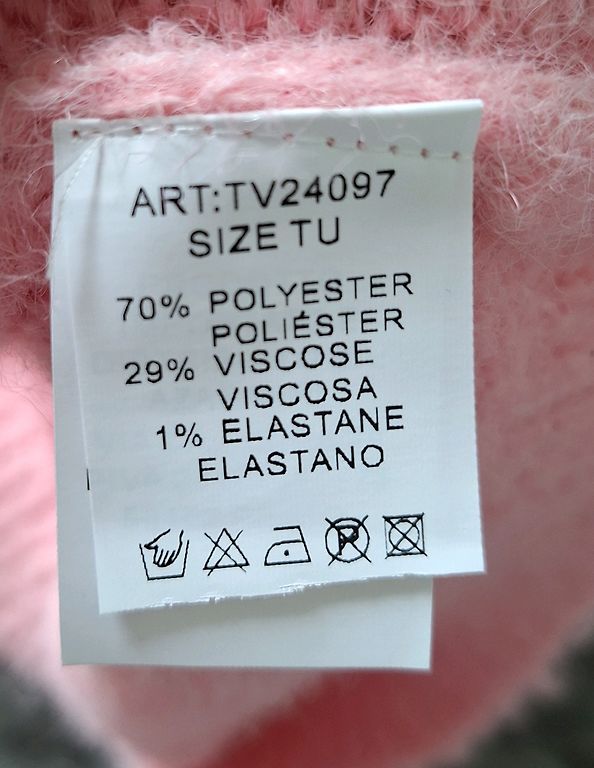 ART:TV24097
SIZE TU
70% POLYESTER
POLIÉSTER
29% VISCOSE
VISCOSA
1% ELASTANE
ELASTANO
P